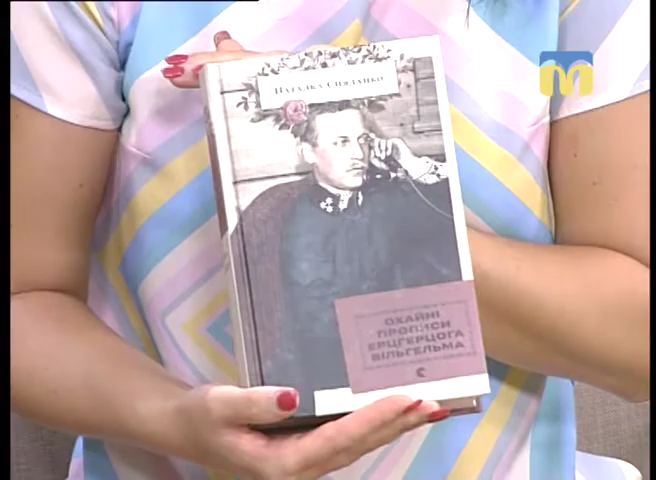 Наталка Сняданко
ОХАЙНІ
ПРОПИСИ
ЕРЦГЕРЦОГА
ВІЛЬГЕЛЬМА